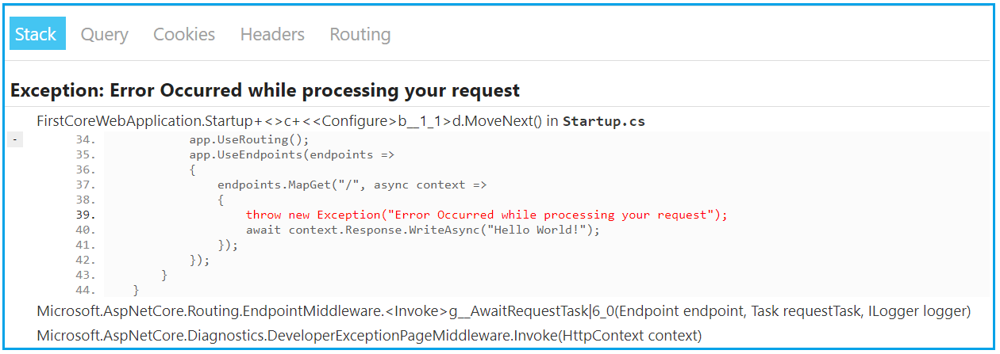 Stack Query Cookies Headers Routing
Exception: Error Occurred while processing your request
FirstCoreWebApplication.Startup+<>c+<<Configure>b__1_1>d.MoveNext() in Startup.cs
- 34. app.UseRouting();
35. app.UseEndpoints(endpoints =>
36. {
37. endpoints.MapGet("/", async context =>
38. {
39. throw new Exception("Error Occurred while processing your request");
40. await context.Response.WriteAsync("Hello World!");
41. });
42. });
43. }
44. }
Microsoft.AspNetCore.Routing.EndpointMiddleware.<Invoke>g__AwaitRequestTask|6_0(Endpoint endpoint, Task requestTask, ILogger logger)
Microsoft.AspNetCore.Diagnostics.DeveloperExceptionPageMiddleware.Invoke(HttpContext context)